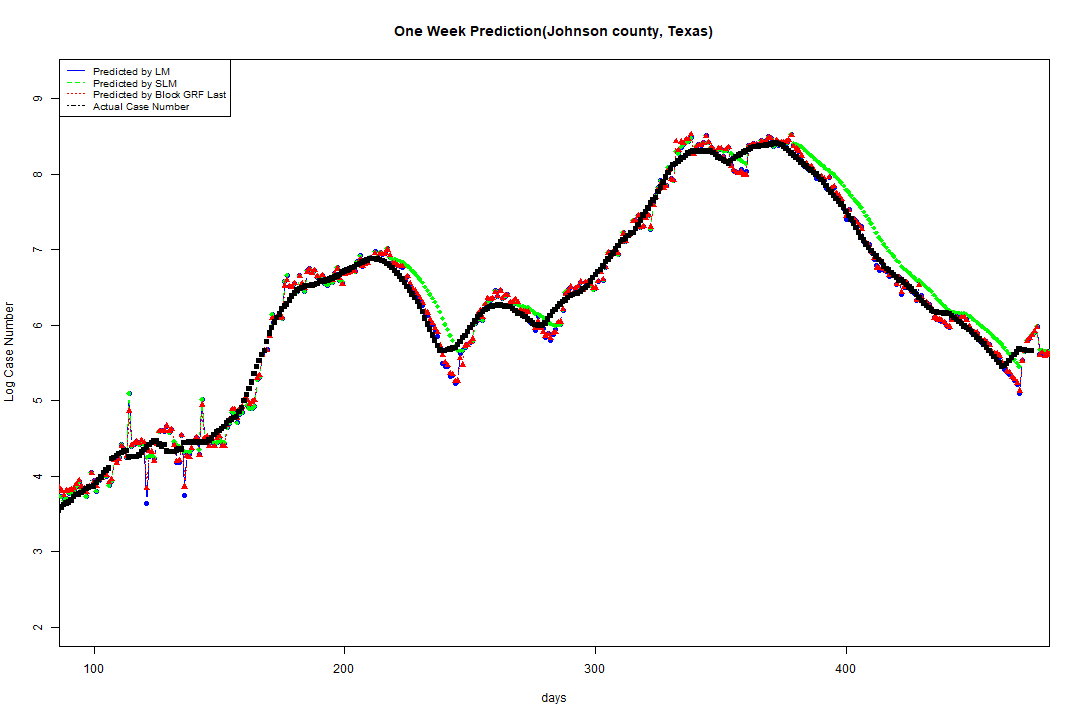 One Week Prediction(Johnson county, Texas)
Predicted by LM
Predicted by SLM
Predicted by Block GRF Last
Actual Case Number
9
8
7
6
5
4
3
2
Log Case Number
100 200 300 400
days